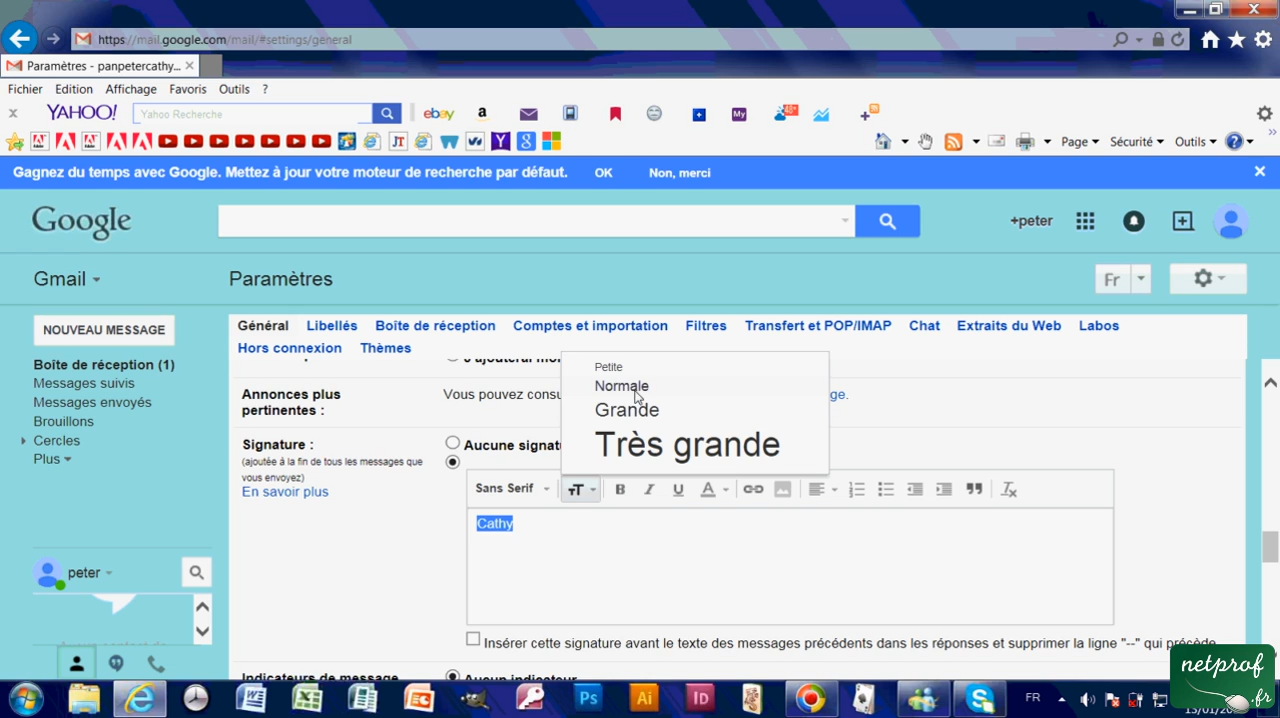 https://mail.google.com/mail/#settings/general
Paramètres - panpetercathy...
Fichier Edition Affichage Favoris Outils ?
YAHOO! Yahoo Recherche ebay a My
Page Sécurité Outils
Gagnez du temps avec Google. Mettez à jour votre moteur de recherche par défaut. OK Non, merci
Google +peter
Gmail Paramètres Fr
NOUVEAU MESSAGE
Boîte de réception (1)
Messages suivis
Messages envoyés
Brouillons
Cercles
Plus
peter
Général Libellés Boîte de réception Comptes et importation Filtres Transfert et POP/IMAP Chat Extraits du Web Labos
Hors connexion Thèmes
Petite
Normale
Grande
Très grande
Annonces plus
pertinentes :
Vous pouvez consu ge.
Signature :
(ajoutée à la fin de tous les messages que
vous envoyez)
En savoir plus
Aucune signat
Sans Serif TT B I U A
Cathy
Insérer cette signature avant le texte des messages précédents dans les réponses et supprimer la ligne "--" qui précède
Indicateurs de message
Aucun indicateur
Ps Ai ID FR
netprof
.fr